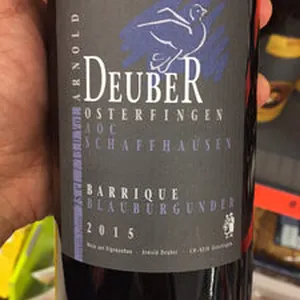 ARNOLD
DEUBER
OSTERFINGEN
AOC
SCHAFFHAUSEN
BARRIQUE
BLAUBURGUNDER
2015